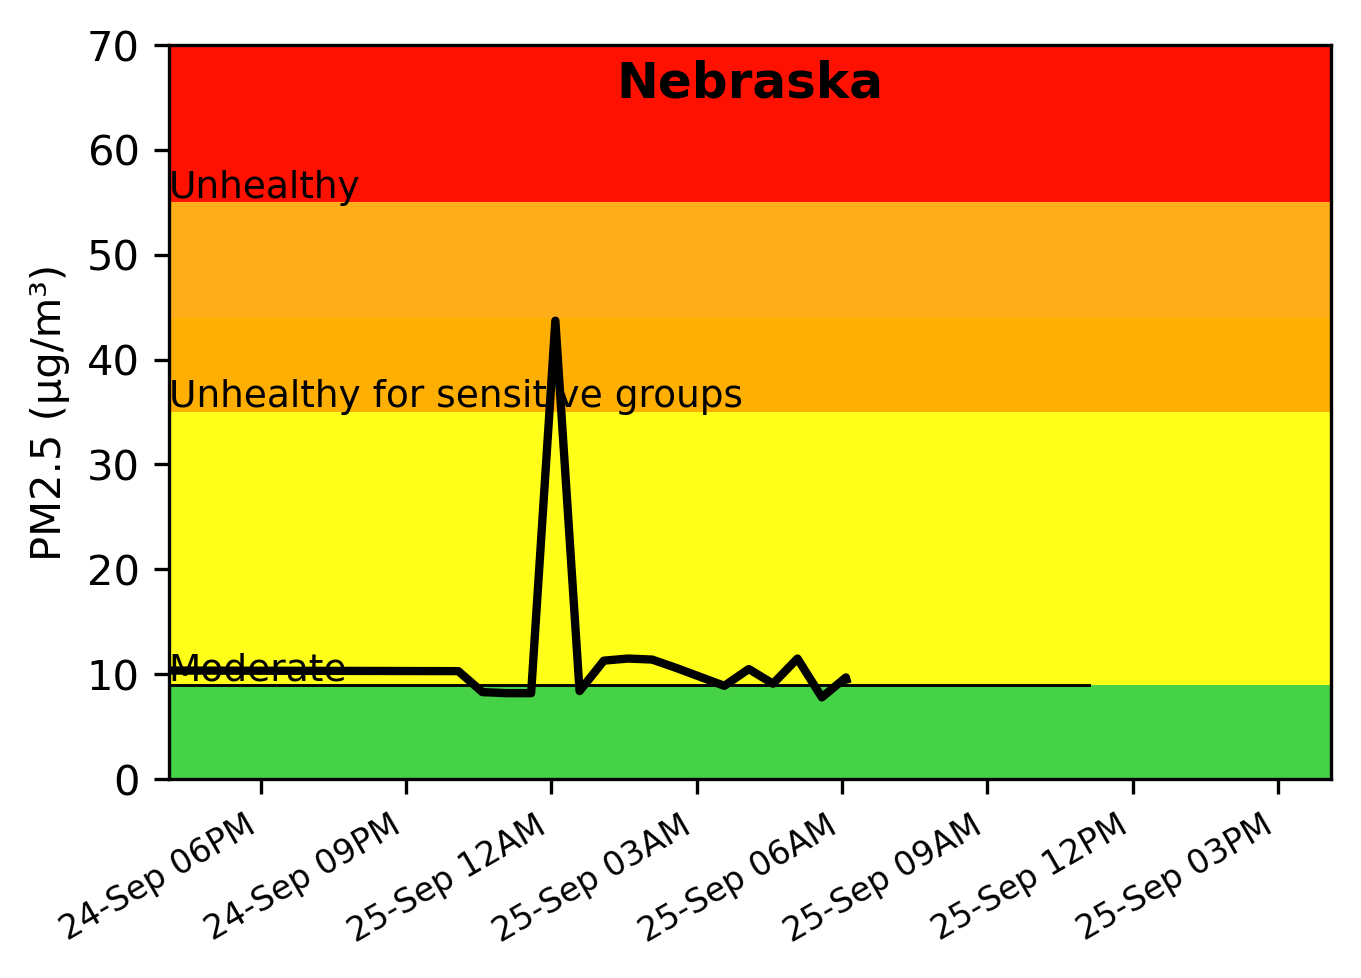 Nebraska
PM2.5 (µg/m³)
70
60
50
40
30
20
10
0
Unhealthy
Unhealthy for sensitive groups
Moderate
24-Sep 06PM
24-Sep 09PM
25-Sep 12AM
25-Sep 03AM
25-Sep 06AM
25-Sep 09AM
25-Sep 12PM
25-Sep 03PM